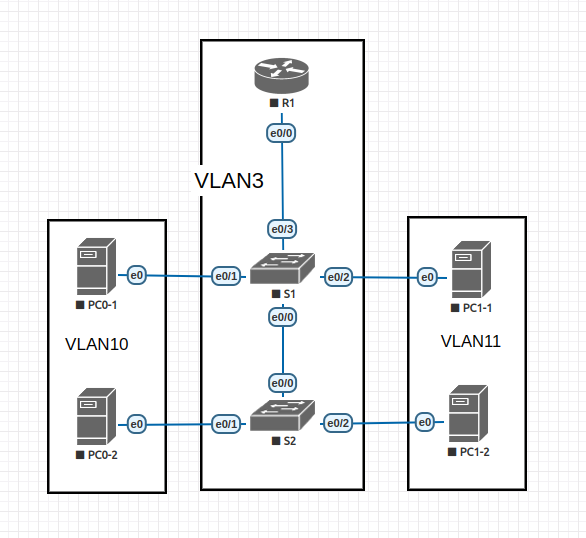 R1
e0/0
VLAN3
e0/3
PC0-1
e0
e0/1
S1
e0/2
e0
PC1-1
e0/0
VLAN10
VLAN11
e0/0
PC0-2
e0
e0/1
S2
e0/2
e0
PC1-2